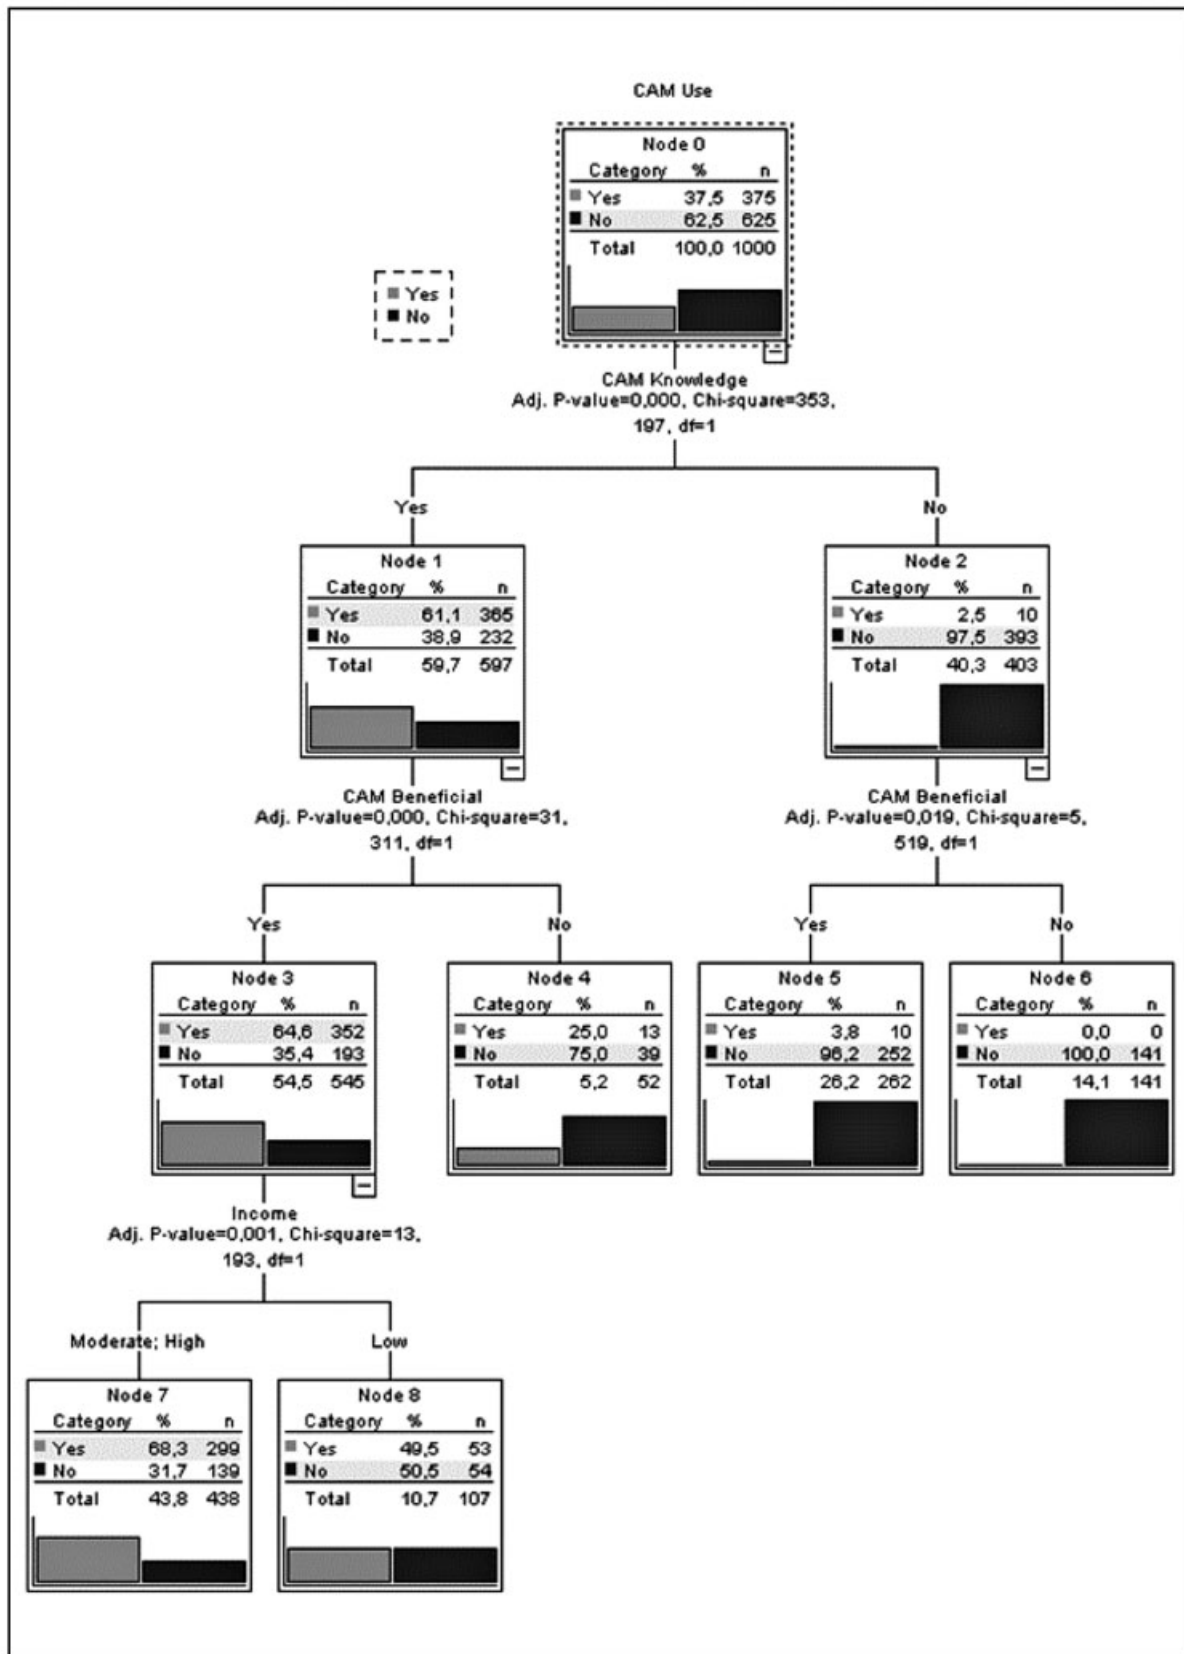 CAM Use
Node 0
Category % n
Yes 37,5 375
No 62,5 625
Total 100,0 1000
Yes
No
CAM Knowledge
Adj. P-value=0,000, Chi-square=353,
197, df=1
Yes
No
Node 1
Category % n
Yes 61,1 365
No 38,9 232
Total 59,7 597
Node 2
Category % n
Yes 2,5 10
No 97,5 393
Total 40,3 403
CAM Beneficial
Adj. P-value=0,000, Chi-square=31,
311, df=1
CAM Beneficial
Adj. P-value=0,019, Chi-square=5,
519, df=1
Yes
No
Yes
No
Node 3
Category % n
Yes 64,6 352
No 35,4 193
Total 54,5 545
Node 4
Category % n
Yes 25,0 13
No 75,0 39
Total 5,2 52
Node 5
Category % n
Yes 3,8 10
No 96,2 252
Total 26,2 262
Node 6
Category % n
Yes 0,0 0
No 100,0 141
Total 14,1 141
Income
Adj. P-value=0,001, Chi-square=13,
193, df=1
Moderate; High
Low
Node 7
Category % n
Yes 68,3 299
No 31,7 139
Total 43,8 438
Node 8
Category % n
Yes 49,5 53
No 50,5 54
Total 10,7 107